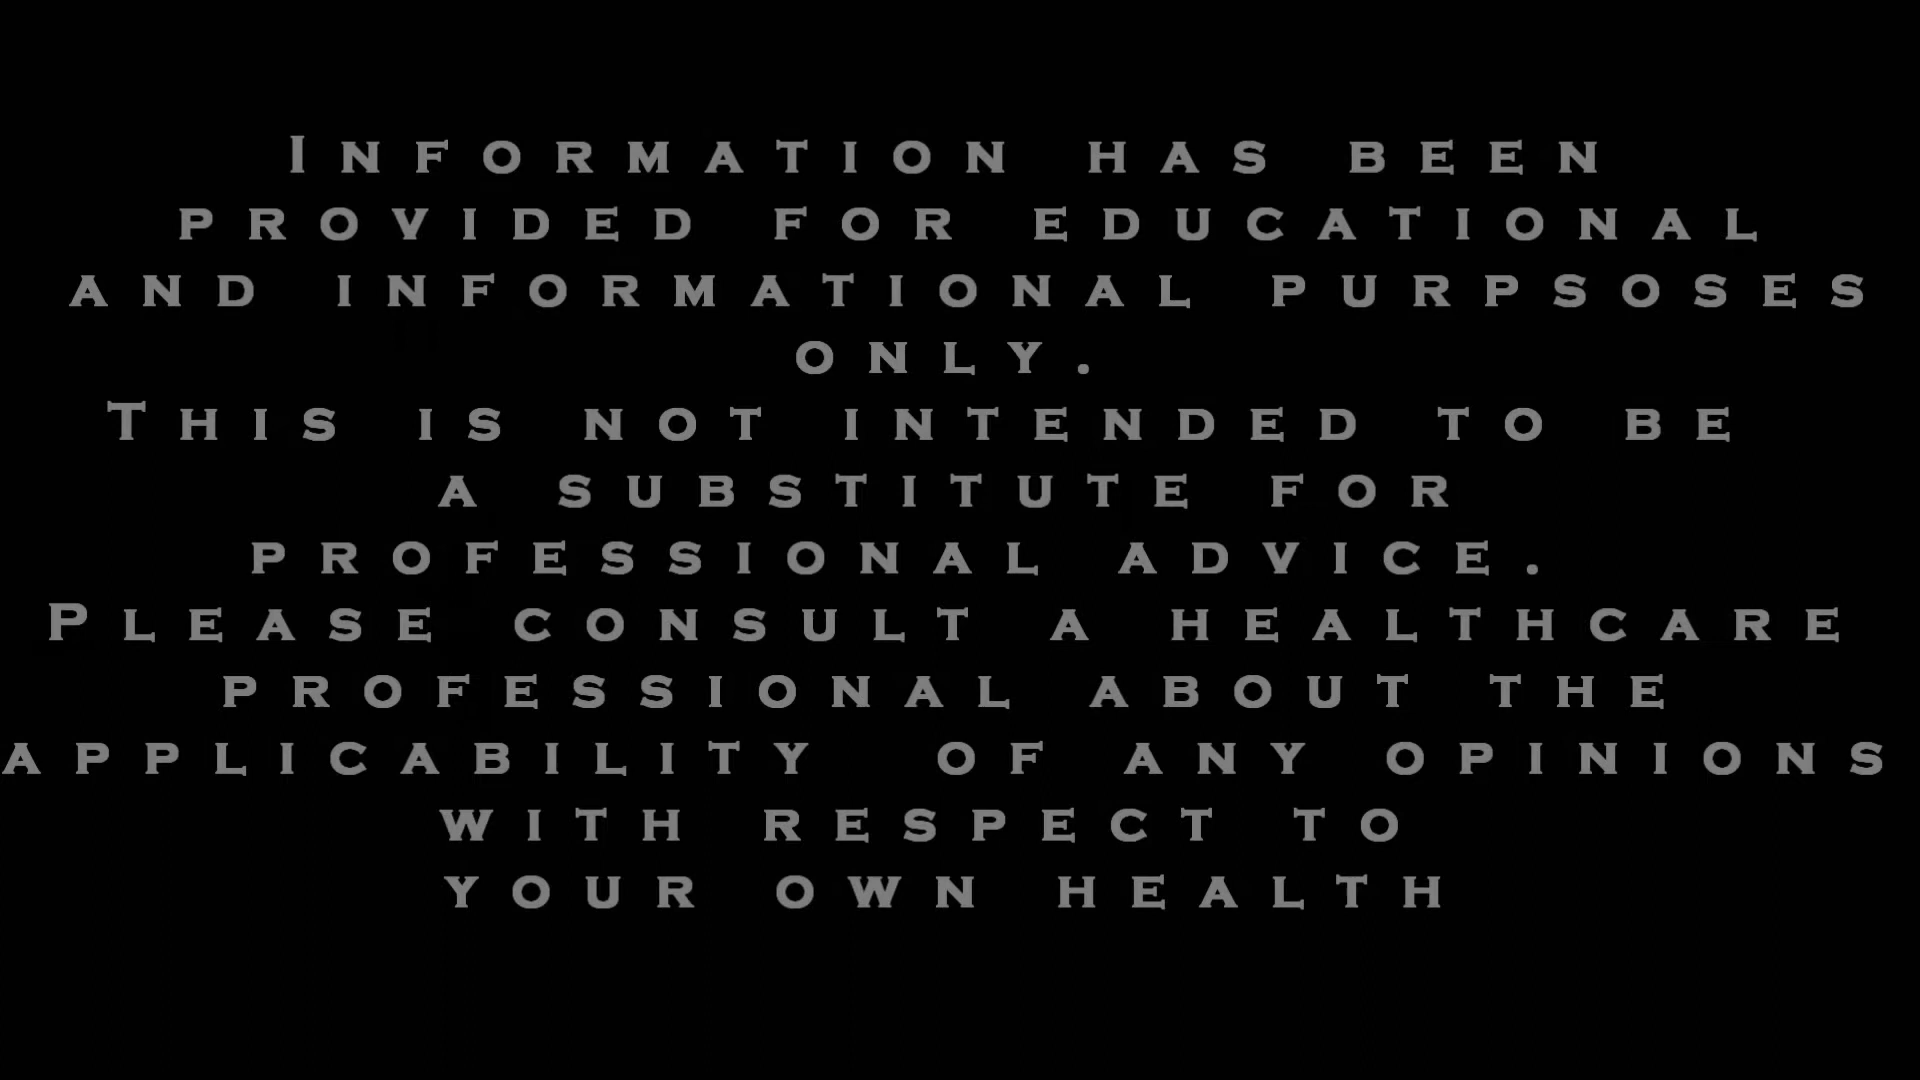 Information has been
provided for educational
and informational purpsoses
only.
This is not intended to be
a substitute for
professional advice.
Please consult a healthcare
professional about the
applicability of any opinions
with respect to
your own health